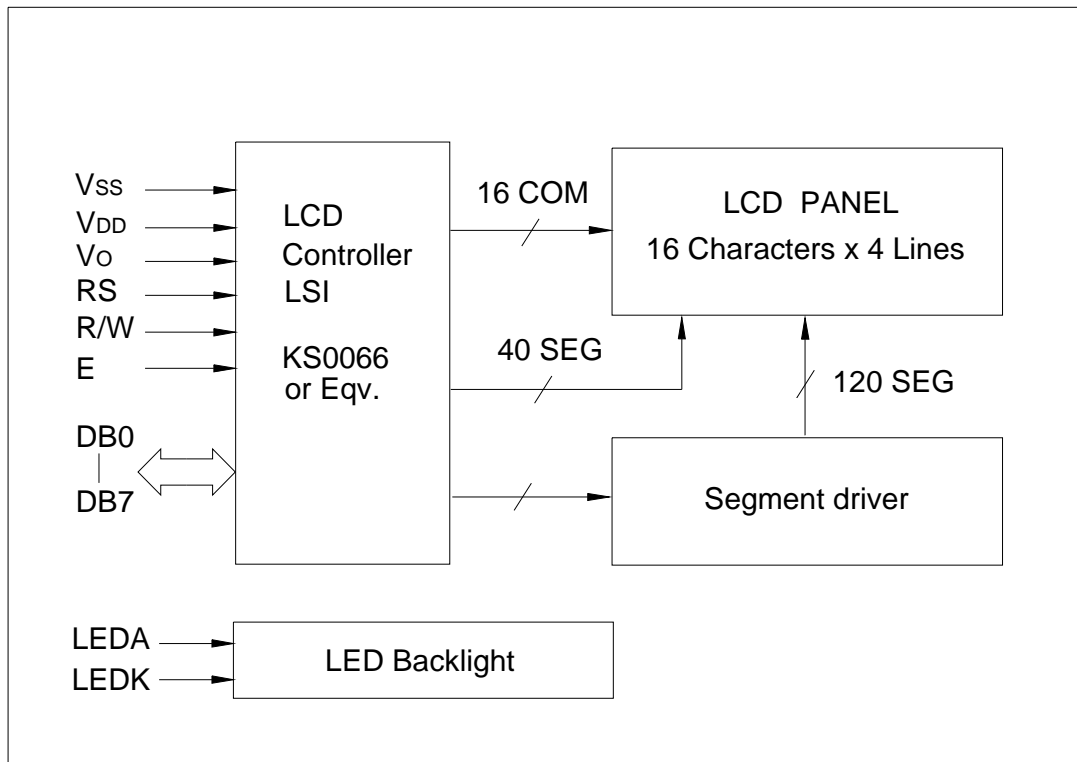 VSS
VDD
VO
RS
R/W
E
DB0
DB7
LCD
Controller
LSI
KS0066
or Eqv.
16 COM
40 SEG
LCD PANEL
16 Characters x 4 Lines
120 SEG
Segment driver
LEDA
LEDK
LED Backlight